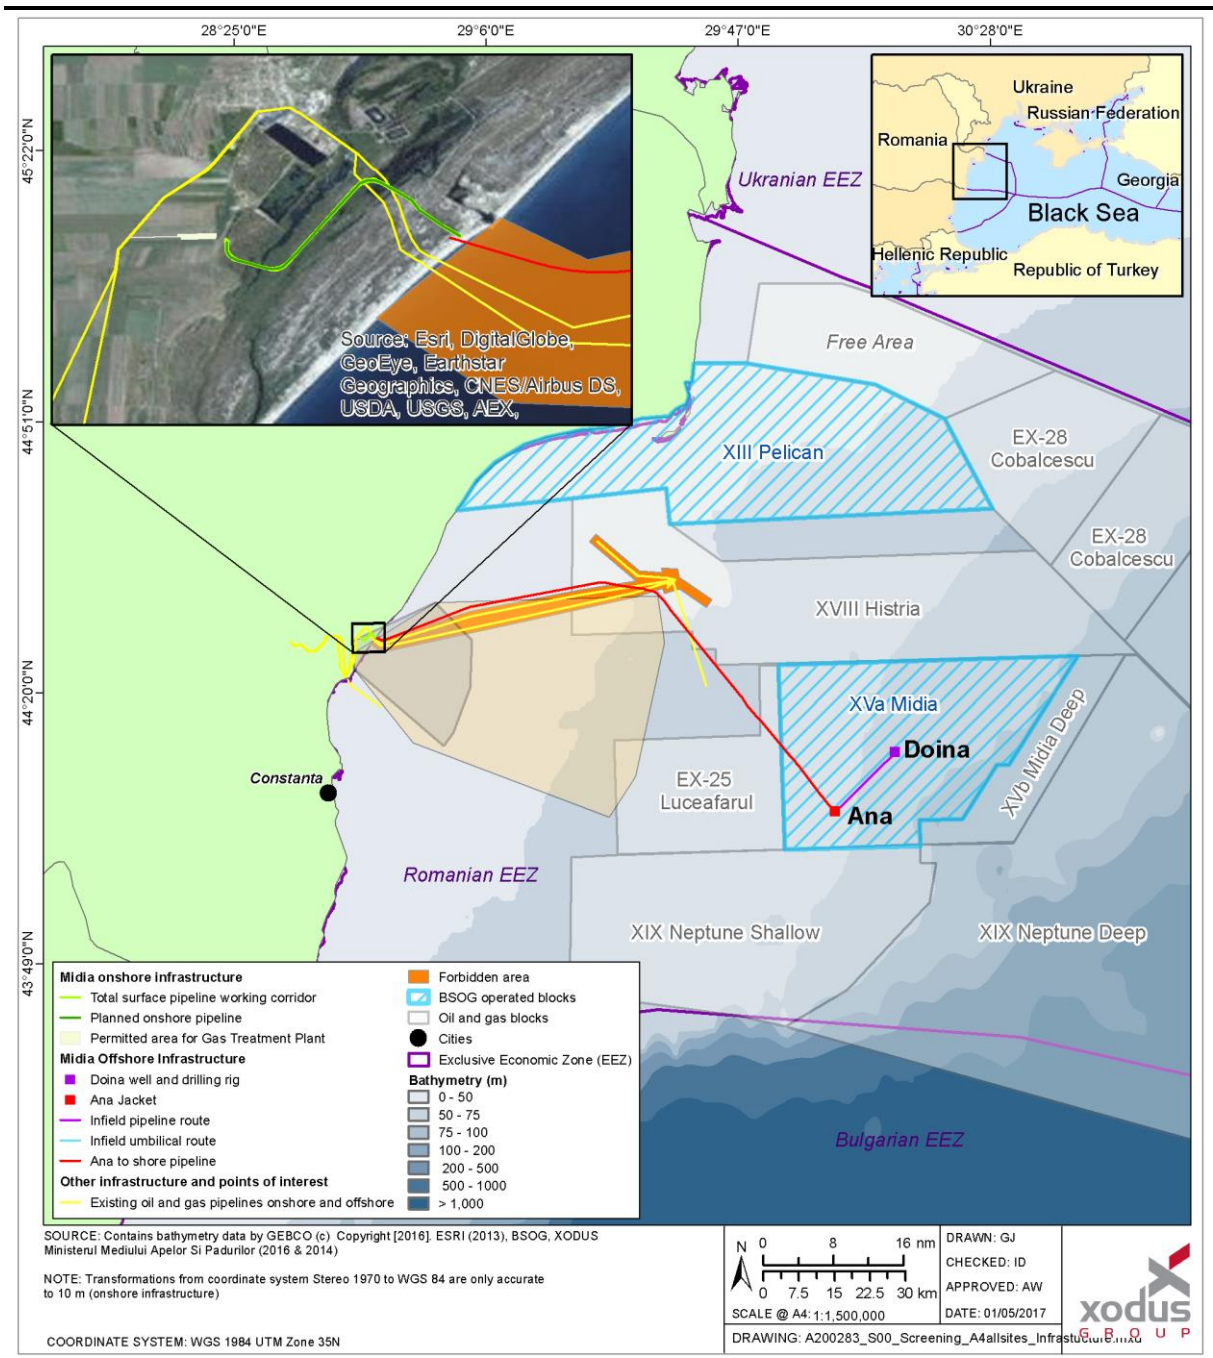 28°25'0"E
29°6'0"E
29°47'0"E
30°28'0"E
45°22'0"N
44°51'0"N
44°20'0"N
43°49'0"N
Source: Esri, DigitalGlobe,
GeoEye, Earthstar
Geographics, CNES/Airbus DS,
USDA, USGS, AEX,
Ukraine
Russian Federation
Romania
Georgia
Black Sea
Hellenic Republic
Republic of Turkey
Ukranian EEZ
Free Area
XIII Pelican
EX-28
Cobalcescu
EX-28
Cobalcescu
XVIII Histria
XVa Midia
Doina
XVb Midia Deep
EX-25
Luceafarul
Ana
Constanta
Romanian EEZ
XIX Neptune Shallow
XIX Neptune Deep
Bulgarian EEZ
Midia onshore infrastructure
Total surface pipeline working corridor
Planned onshore pipeline
Permitted area for Gas Treatment Plant
Midia Offshore Infrastructure
Doina well and drilling rig
Ana Jacket
Infield pipeline route
Infield umbilical route
Ana to shore pipeline
Other infrastructure and points of interest
Existing oil and gas pipelines onshore and offshore
Forbidden area
BSOG operated blocks
Oil and gas blocks
Cities
Exclusive Economic Zone (EEZ)
Bathymetry (m)
0 - 50
50 - 75
75 - 100
100 - 200
200 - 500
500 - 1000
> 1,000
SOURCE: Contains bathymetry data by GEBCO (c) Copyright [2016]. ESRI (2013), BSOG, XODUS
Ministerul Mediului Apelor Si Padurilor (2016 & 2014)
NOTE: Transformations from coordinate system Stereo 1970 to WGS 84 are only accurate
to 10 m (onshore infrastructure)
COORDINATE SYSTEM: WGS 1984 UTM Zone 35N
N
0 8 16 nm
0 7.5 15 22.5 30 km
SCALE @ A4: 1:1,500,000
DRAWN: GJ
CHECKED: ID
APPROVED: AW
DATE: 01/05/2017
DRAWING: A200283_S00_Screening_A4allsites_Infrastucture.mxd
xodus
GROUP